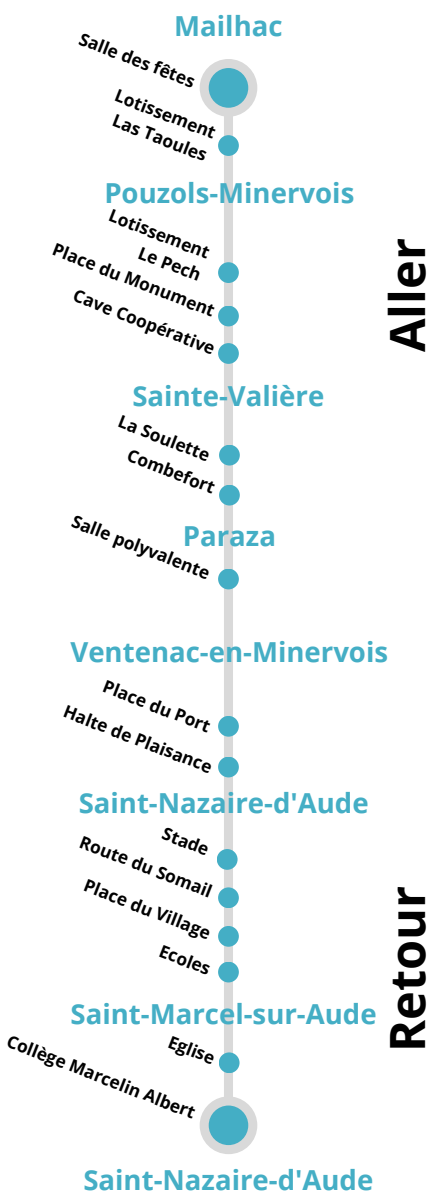 Mailhac
Salle des fêtes
Lotissement
Las Taoules
Pouzols-Minervois
Lotissement
Le Pech
Place du Monument
Cave Coopérative
Aller
Sainte-Valière
La Soulette
Combefort
Paraza
Salle polyvalente
Ventenac-en-Minervois
Place du Port
Halte de Plaisance
Saint-Nazaire-d'Aude
Stade
Route du Somail
Place du Village
Ecoles
Retour
Saint-Marcel-sur-Aude
Eglise
Collège Marcelin Albert
Saint-Nazaire-d'Aude